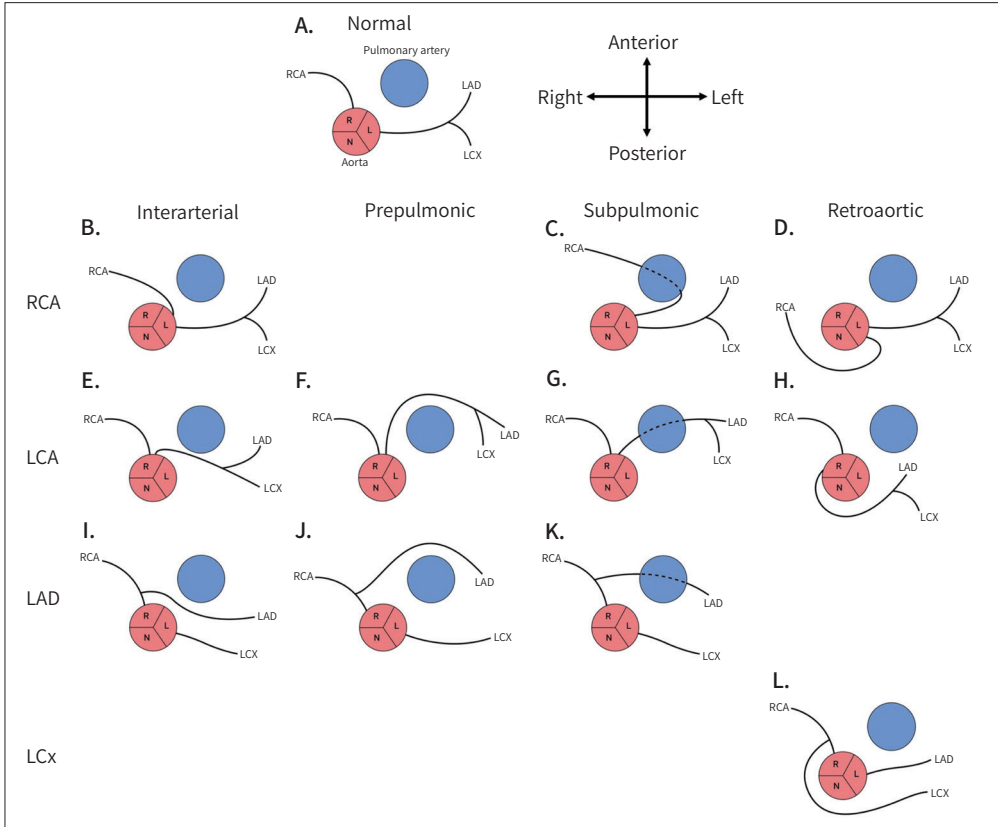 A. Normal
Pulmonary artery
RCA
LAD
R
L
N
LCX
Aorta
Anterior
Right
Left
Posterior
Interarterial
Prepulmonic
Subpulmonic
Retroaortic
RCA
B.
RCA
LAD
R
L
N
LCX
C.
RCA
LAD
R
L
N
LCX
D.
RCA
LAD
R
L
N
LCX
LCA
E.
RCA
LAD
R
L
N
LCX
F.
RCA
LAD
LCX
R
L
N
G.
RCA
LAD
LCX
R
L
N
H.
RCA
LAD
R
L
N
LCX
LAD
I.
RCA
LAD
R
L
N
LCX
J.
RCA
LAD
R
L
N
LCX
K.
RCA
LAD
R
L
N
LCX
LCx
L.
RCA
LAD
R
L
N
LCX